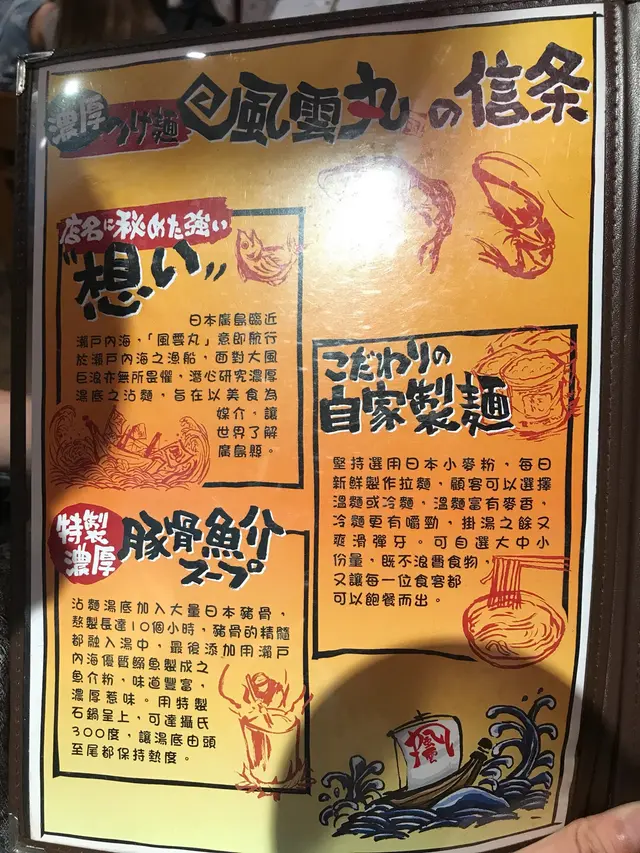 濃厚つけ麺 風雲丸の信条
店名に秘めた強い
"想い"
日本廣島臨近
瀨戶內海，「風雲丸」意即航行
於瀨戶內海之漁船，面對大風
巨浪亦無所畏懼，潛心研究濃厚
湯底之沾麵，旨在以美食為
媒介，讓
世界了解
廣島縣。
こだわりの
自家製麺
堅持選用日本小麥粉，每日
新鮮製作拉麵，顧客可以選擇
溫麵或冷麵，溫麵富有麥香，
冷麵更有嚼勁，掛湯之餘又
爽滑彈牙。可自選大中小
份量，既不浪費食物，
又讓每一位食客都
可以飽餐而出。
特製
濃厚
豚骨魚介
スープ
沾麵湯底加入大量日本豬骨，
熬製長達10個小時，豬骨的精髓
都融入湯中，最後添加用瀨戶
內海優質鰯魚製成之
魚介粉，味道豐富，
濃厚惹味。用特製
石鍋呈上，可達攝氏
300度，讓湯底由頭
至尾都保持熱度。
風雲丸